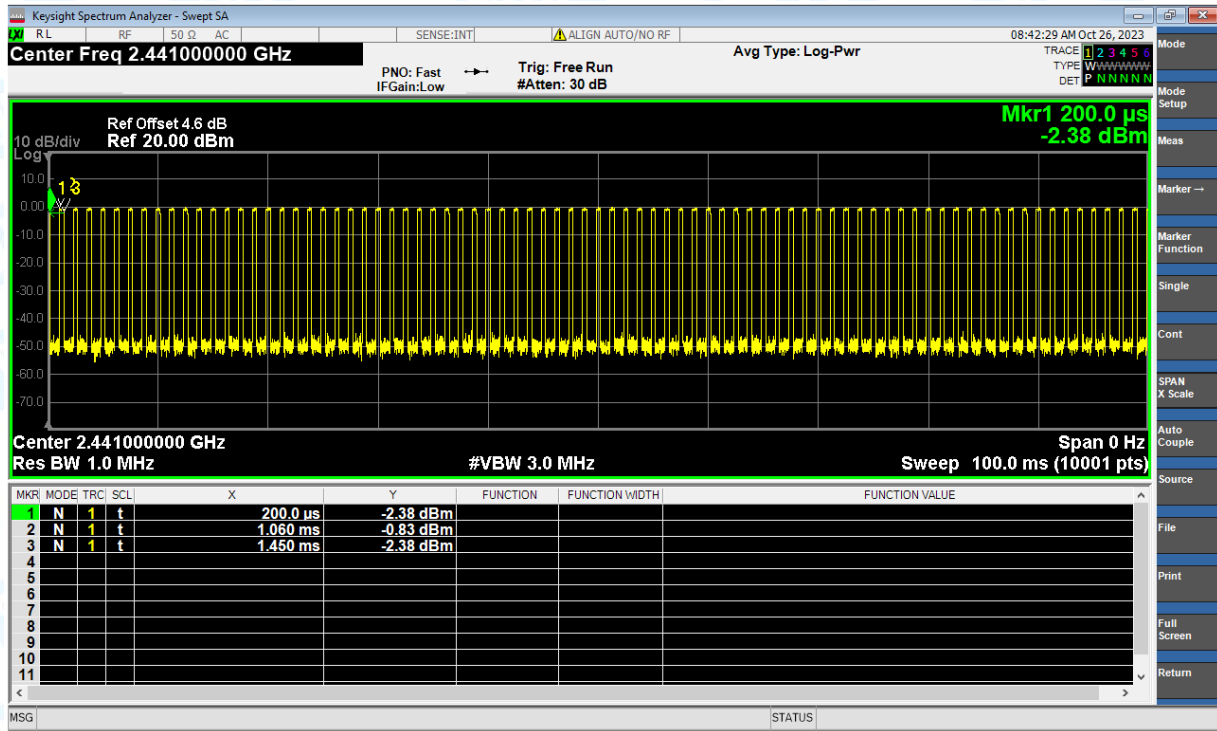 Keysight Spectrum Analyzer - Swept SA
LXI RL RF 50 Ω AC SENSE:INT ALIGN AUTO/NO RF 08:42:29 AM Oct 26, 2023
Center Freq 2.441000000 GHz Avg Type: Log-Pwr TRACE 1 2 3 4 5 6
PNO: Fast Trig: Free Run TYPE WWWWWW
IFGain:Low #Atten: 30 dB DET P NNNNN
Mkr1 200.0 µs
Ref Offset 4.6 dB
10 dB/div Ref 20.00 dBm -2.38 dBm
Log
10.0
1 3
0.00
-10.0
-20.0
-30.0
-40.0
-50.0
-60.0
-70.0
Center 2.441000000 GHz Span 0 Hz
Res BW 1.0 MHz #VBW 3.0 MHz Sweep 100.0 ms (10001 pts)
MKR MODE TRC SCL X Y FUNCTION FUNCTION WIDTH FUNCTION VALUE
1 N 1 t 200.0 µs -2.38 dBm
2 N 1 t 1.060 ms -0.83 dBm
3 N 1 t 1.450 ms -2.38 dBm
4
5
6
7
8
9
10
11
MSG STATUS
Mode
Mode
Setup
Meas
Marker →
Marker
Function
Single
Cont
SPAN
X Scale
Auto
Couple
Source
File
Print
Full
Screen
Return